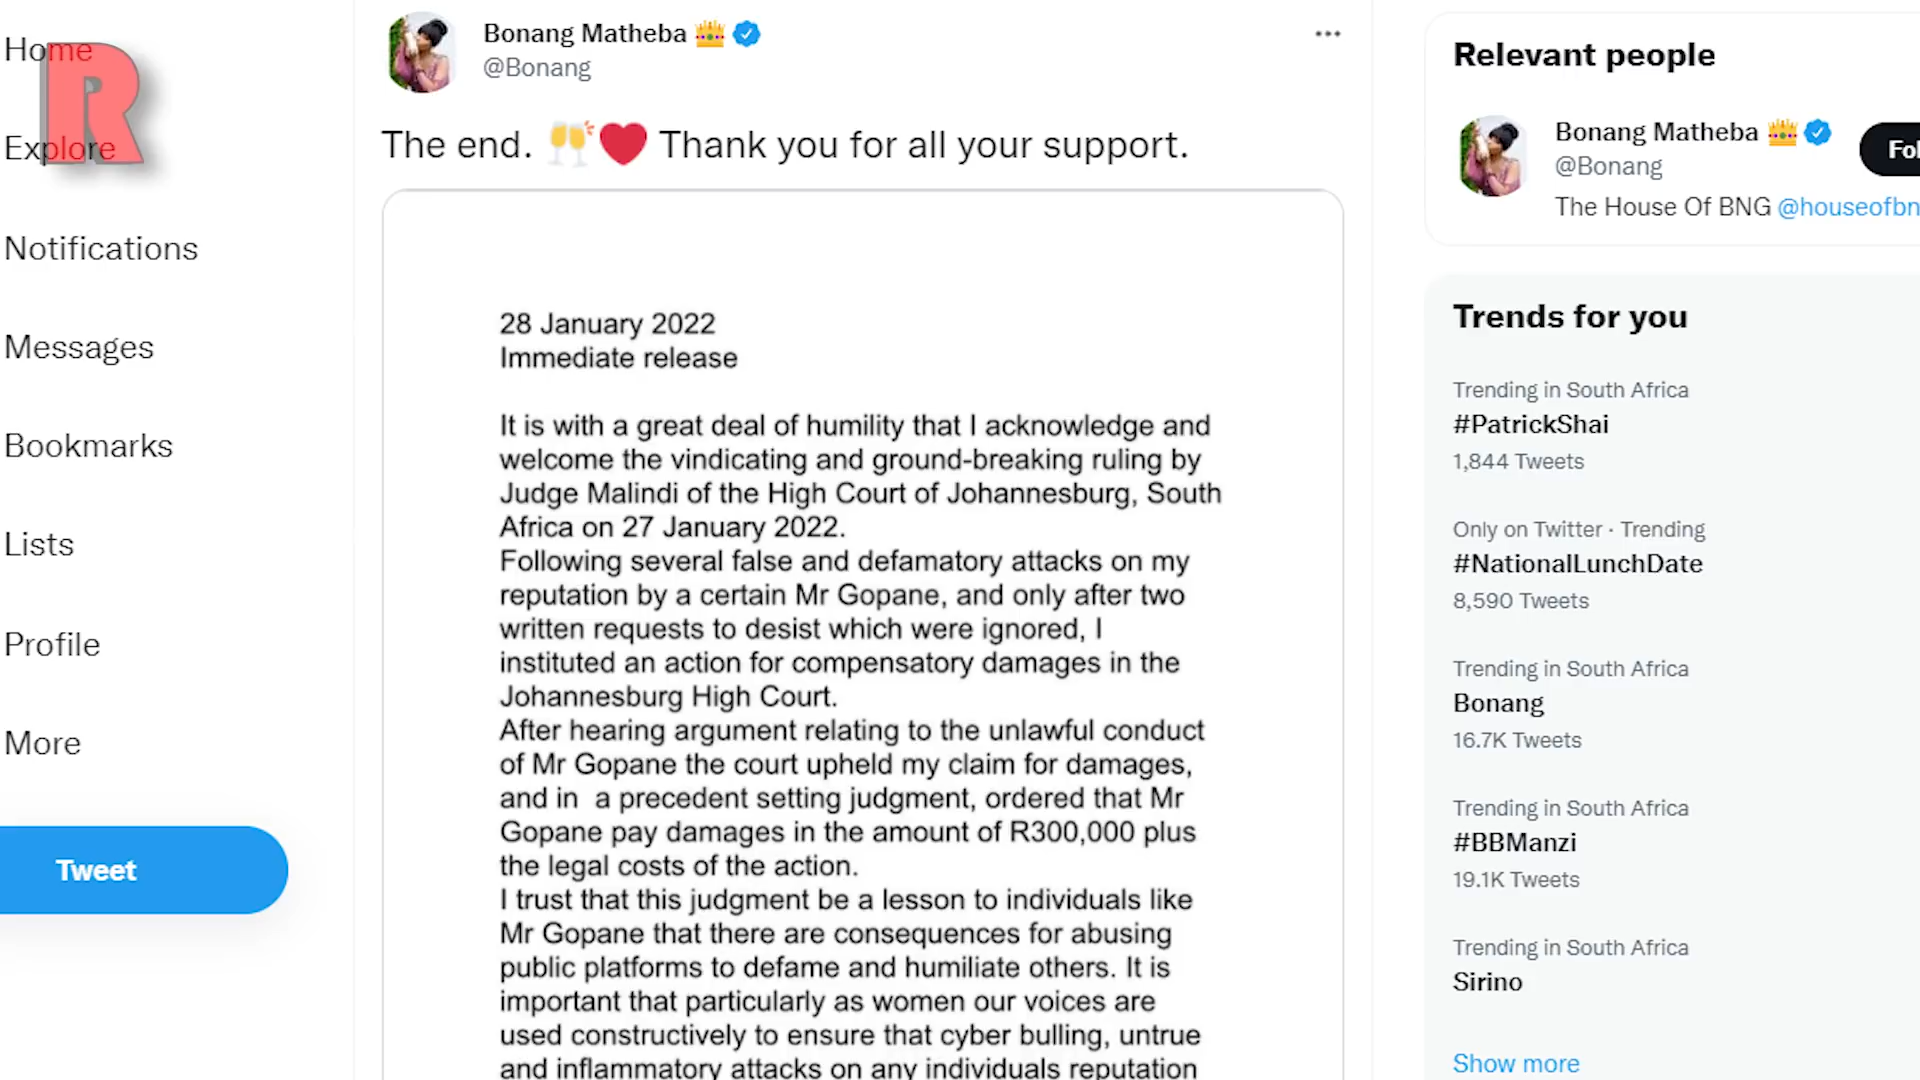 Home
Explore
Notifications
Messages
Bookmarks
Lists
Profile
More
Tweet
R
Bonang Matheba 👑
@Bonang
The end. 🥂❤️ Thank you for all your support.
28 January 2022
Immediate release
It is with a great deal of humility that I acknowledge and
welcome the vindicating and ground-breaking ruling by
Judge Malindi of the High Court of Johannesburg, South
Africa on 27 January 2022.
Following several false and defamatory attacks on my
reputation by a certain Mr Gopane, and only after two
written requests to desist which were ignored, I
instituted an action for compensatory damages in the
Johannesburg High Court.
After hearing argument relating to the unlawful conduct
of Mr Gopane the court upheld my claim for damages,
and in  a precedent setting judgment, ordered that Mr
Gopane pay damages in the amount of R300,000 plus
the legal costs of the action.
I trust that this judgment be a lesson to individuals like
Mr Gopane that there are consequences for abusing
public platforms to defame and humiliate others. It is
important that particularly as women our voices are
used constructively to ensure that cyber bulling, untrue
and inflammatory attacks on any individuals reputation
Relevant people
Bonang Matheba 👑
@Bonang
Fol
The House Of BNG @houseofbn
Trends for you
Trending in South Africa
#PatrickShai
1,844 Tweets
Only on Twitter · Trending
#NationalLunchDate
8,590 Tweets
Trending in South Africa
Bonang
16.7K Tweets
Trending in South Africa
#BBManzi
19.1K Tweets
Trending in South Africa
Sirino
Show more